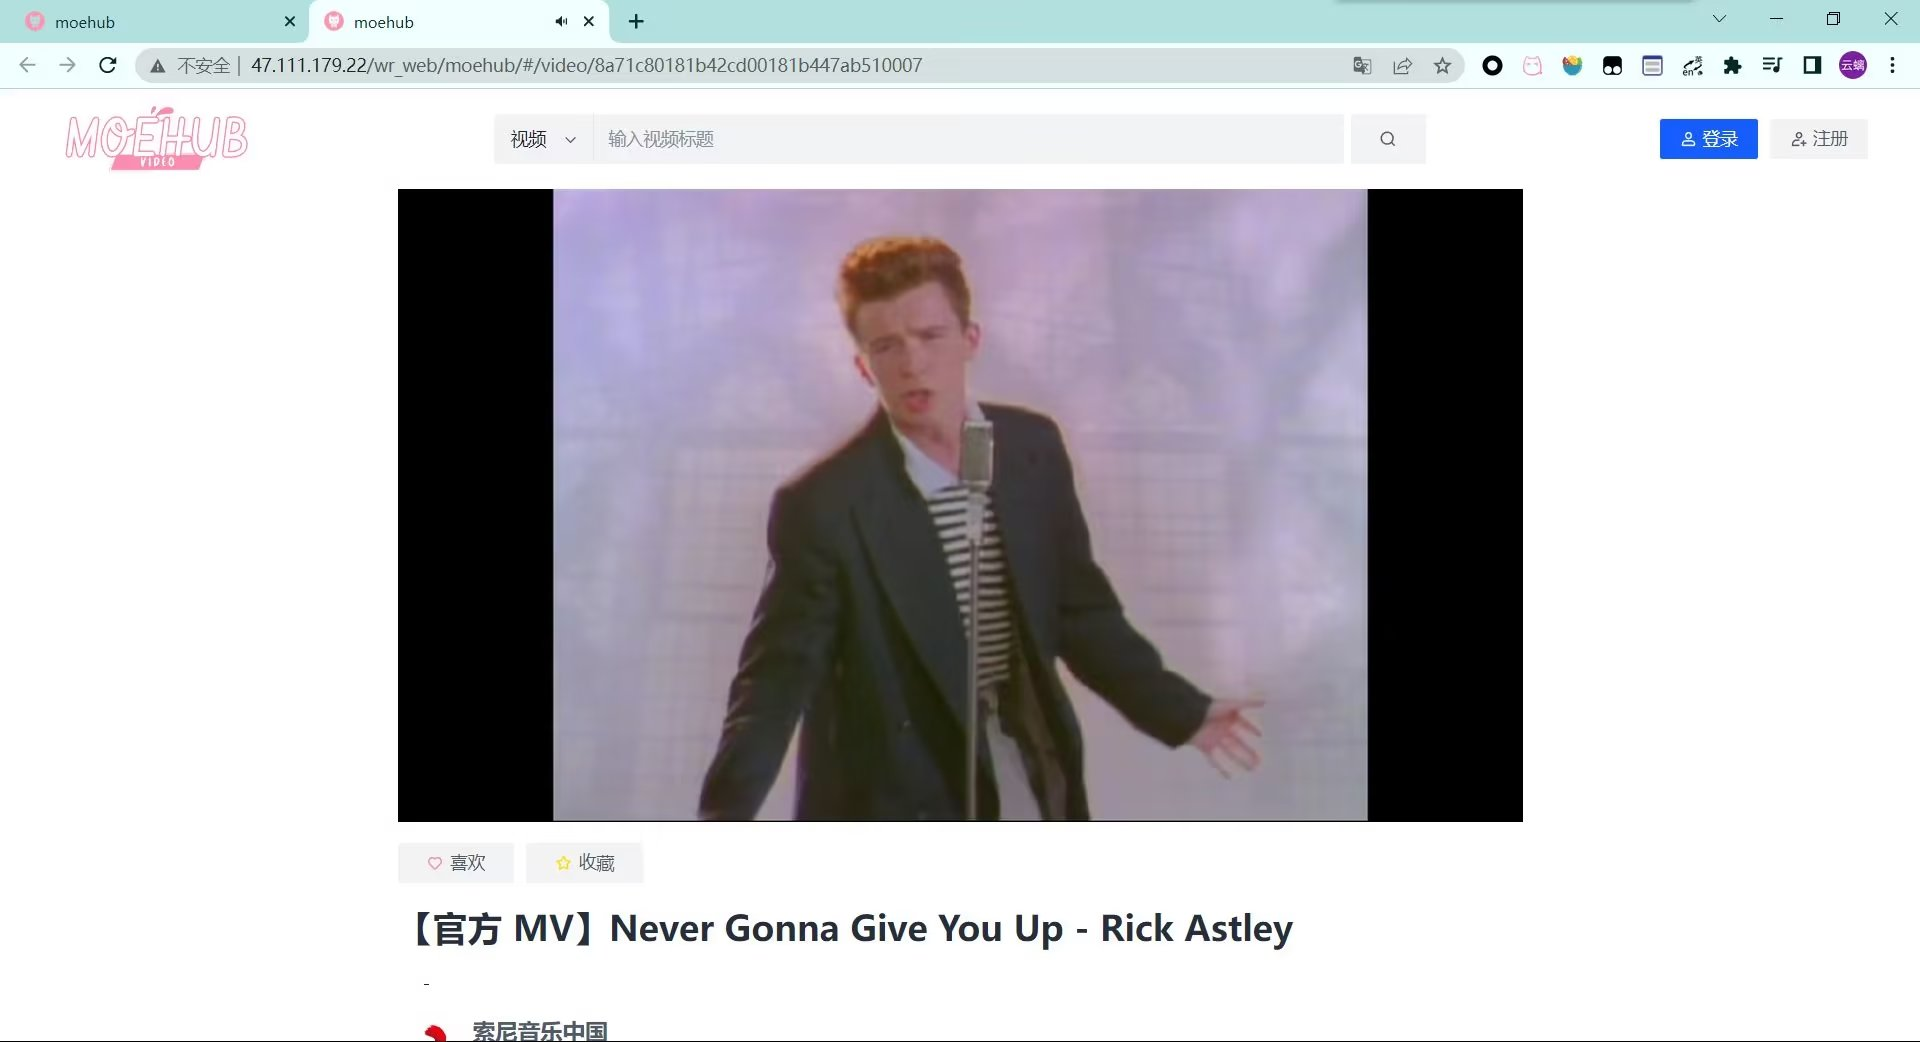 moehub
moehub
不安全 | 47.111.179.22/wr_web/moehub/#/video/8a71c80181b42cd00181b447ab510007
云螭
MOEHUB
VIDEO
视频
输入视频标题
登录
注册
喜欢
收藏
【官方 MV】Never Gonna Give You Up - Rick Astley
-
索尼音乐中国